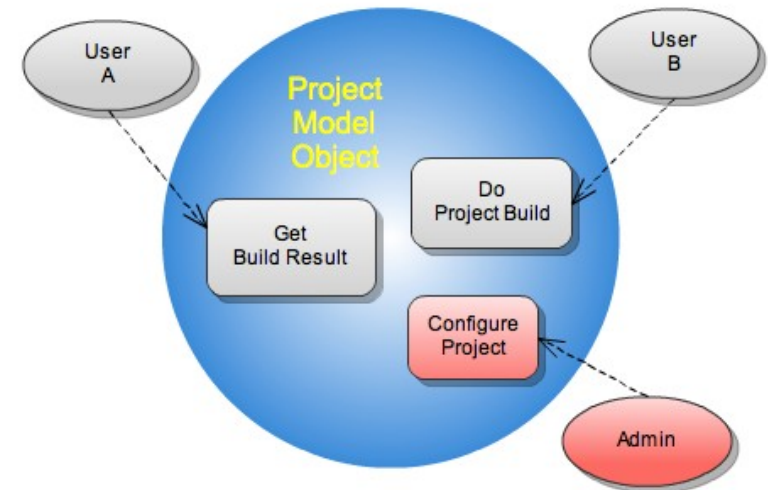 User
A
User
B
Project
Model
Object
Do
Project Build
Get
Build Result
Configure
Project
Admin